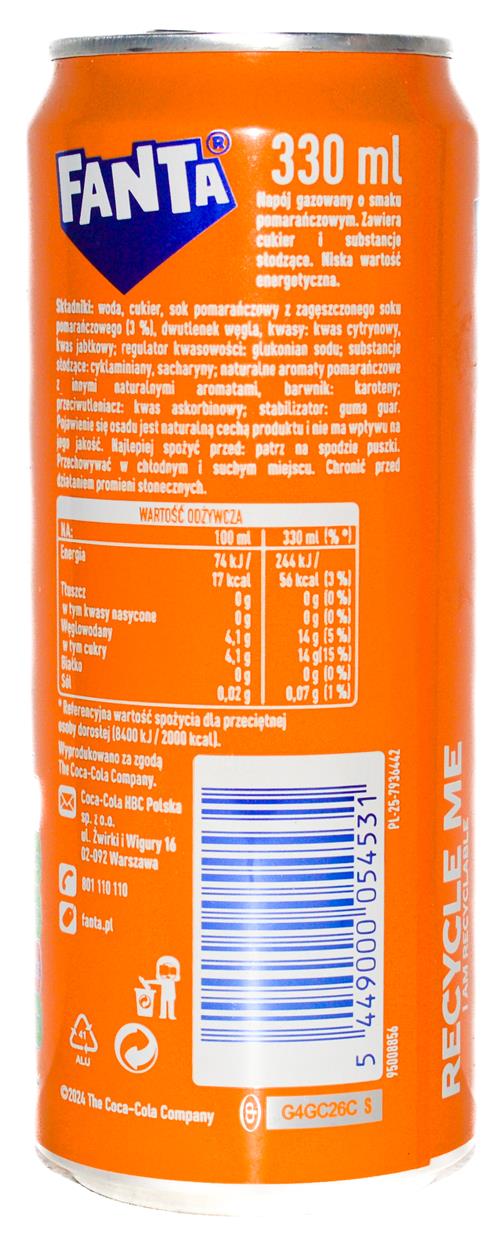 FANTA®
330 ml
Napój gazowany o smaku
pomarańczowym. Zawiera
cukier i substancje
słodzące. Niska wartość
energetyczna.
Składniki: woda, cukier, sok pomarańczowy z zagęszczonego soku
pomarańczowego (3 %), dwutlenek węgla, kwasy: kwas cytrynowy,
kwas jabłkowy; regulator kwasowości: glukonian sodu; substancje
słodzące: cyklaminiany, sacharyny; naturalne aromaty pomarańczowe
z innymi naturalnymi aromatami, barwnik: karoteny;
przeciwutleniacz: kwas askorbinowy; stabilizator: guma guar.
Pojawienie się osadu jest naturalną cechą produktu i nie ma wpływu na
jego jakość. Najlepiej spożyć przed: patrz na spodzie puszki.
Przechowywać w chłodnym i suchym miejscu. Chronić przed
działaniem promieni słonecznych.
WARTOŚĆ ODŻYWCZA
NA: 100 ml 330 ml (% *)
Energia 74 kJ / 244 kJ /
17 kcal 56 kcal (3 %)
Tłuszcz 0 g 0 g (0 %)
w tym kwasy nasycone 0 g 0 g (0 %)
Węglowodany 4,1 g 14 g (5 %)
w tym cukry 4,1 g 14 g (15 %)
Białko 0 g 0 g (0 %)
Sól 0,02 g 0,07 g (1 %)
* Referencyjna wartość spożycia dla przeciętnej
osoby dorosłej (8400 kJ / 2000 kcal).
Wyprodukowano za zgodą
The Coca-Cola Company.
Coca-Cola HBC Polska
sp. z o.o.
ul. Żwirki i Wigury 16
02-092 Warszawa
801 110 110
fanta.pl
41
ALU
©2024 The Coca-Cola Company
G4GC26C S
5 449000 054531
PL-25-7936442
95008856
RECYCLE ME
I AM RECYCLABLE